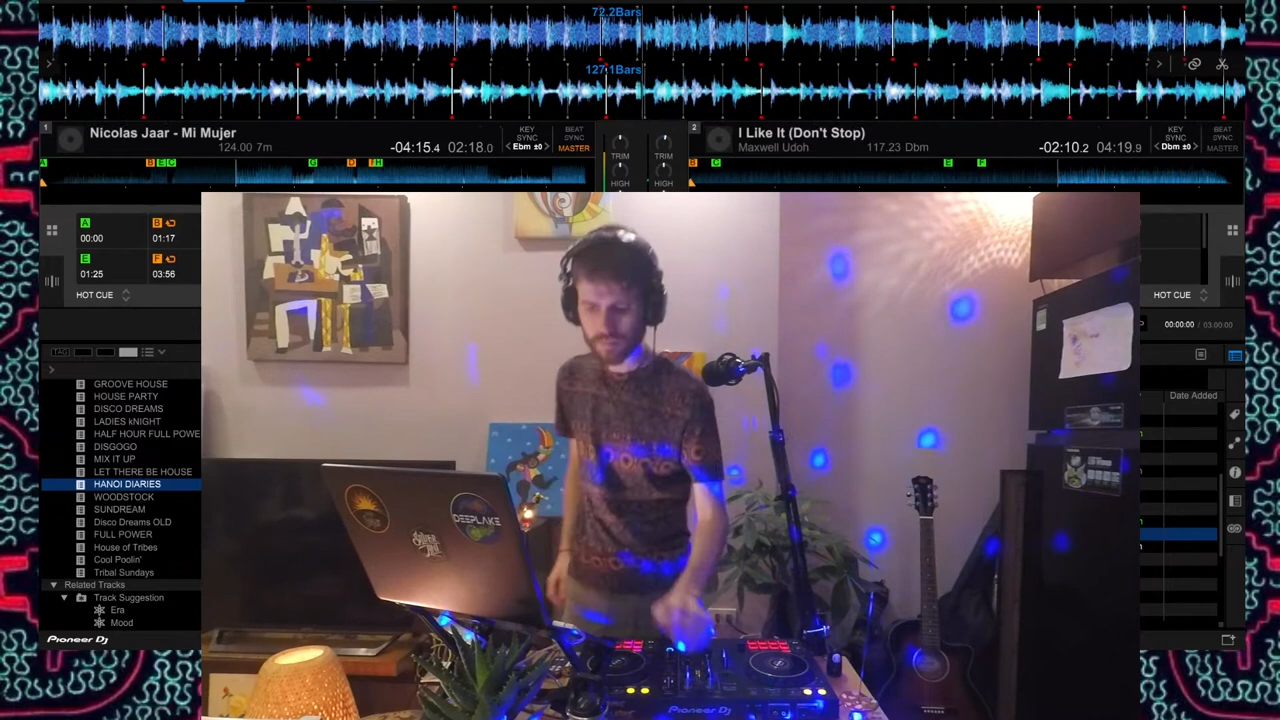 72.2Bars
127.1Bars
1
Nicolas Jaar - Mi Mujer
124.00 7m
-04:15.4 02:18.0
KEY SYNC
Ebm ±0
BEAT SYNC
MASTER
TRIM
TRIM
HIGH
HIGH
2
I Like It (Don't Stop)
Maxwell Udoh
117.23 Dbm
-02:10.2 04:19.9
KEY SYNC
Dbm ±0
BEAT SYNC
MASTER
A
B
E
C
G
D
F
H
B
C
E
F
A
00:00
B
01:17
E
01:25
F
03:56
HOT CUE
HOT CUE
00:00:00 / 03:00:00
TAG
Date Added
GROOVE HOUSE
HOUSE PARTY
DISCO DREAMS
LADIES kNIGHT
HALF HOUR FULL POWE
DISGOGO
MIX IT UP
LET THERE BE HOUSE
HANOI DIARIES
WOODSTOCK
SUNDREAM
Disco Dreams OLD
FULL POWER
House of Tribes
Cool Poolin'
Tribal Sundays
Related Tracks
Track Suggestion
Era
Mood
Pioneer Dj
DEEPLAKE
Pioneer Dj